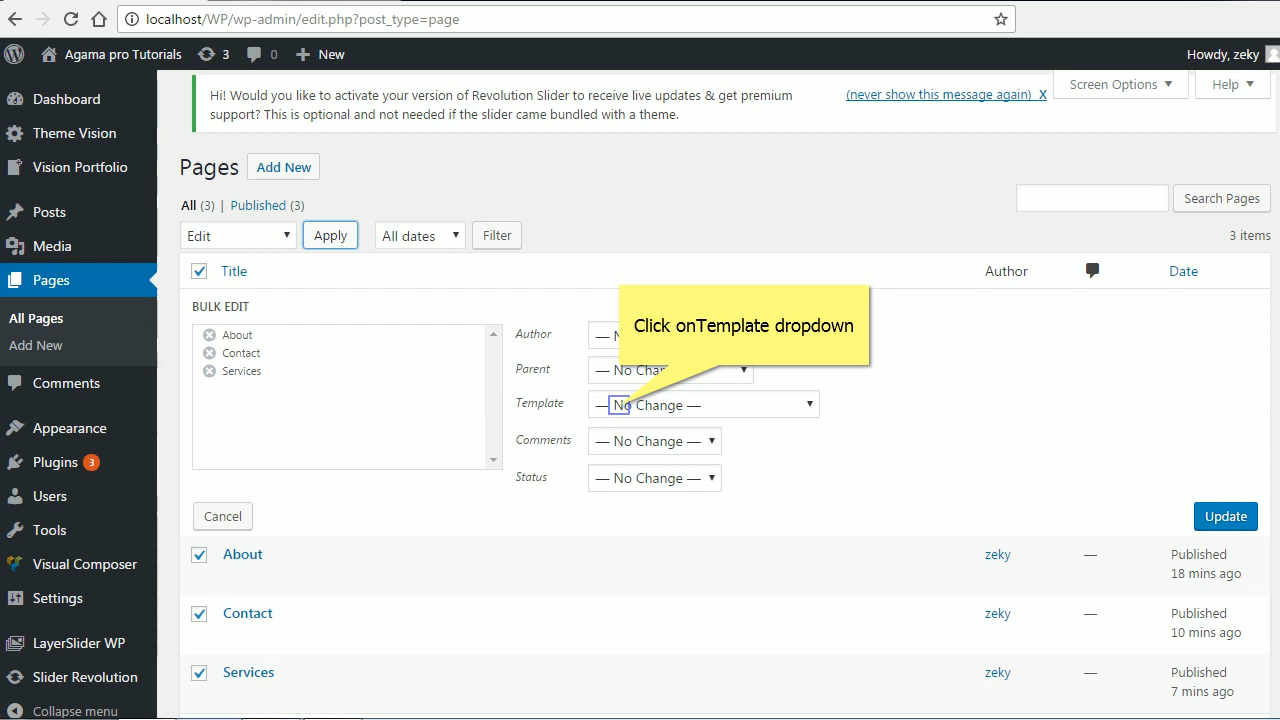 localhost/WP/wp-admin/edit.php?post_type=page
Agama pro Tutorials 3 0 New Howdy, zeky
Dashboard
Theme Vision
Vision Portfolio
Posts
Media
Pages
All Pages
Add New
Comments
Appearance
Plugins 3
Users
Tools
Visual Composer
Settings
LayerSlider WP
Slider Revolution
Collapse menu
Hi! Would you like to activate your version of Revolution Slider to receive live updates & get premium
support? This is optional and not needed if the slider came bundled with a theme.
(never show this message again) X
Screen Options Help
Pages Add New
All (3) | Published (3)
Search Pages
Edit Apply All dates Filter 3 items
Title Author Date
BULK EDIT
About
Contact
Services
Author
Click onTemplate dropdown
Parent — No Chan
Template — No Change —
Comments — No Change —
Status — No Change —
Cancel Update
About zeky — Published
18 mins ago
Contact zeky — Published
10 mins ago
Services zeky — Published
7 mins ago